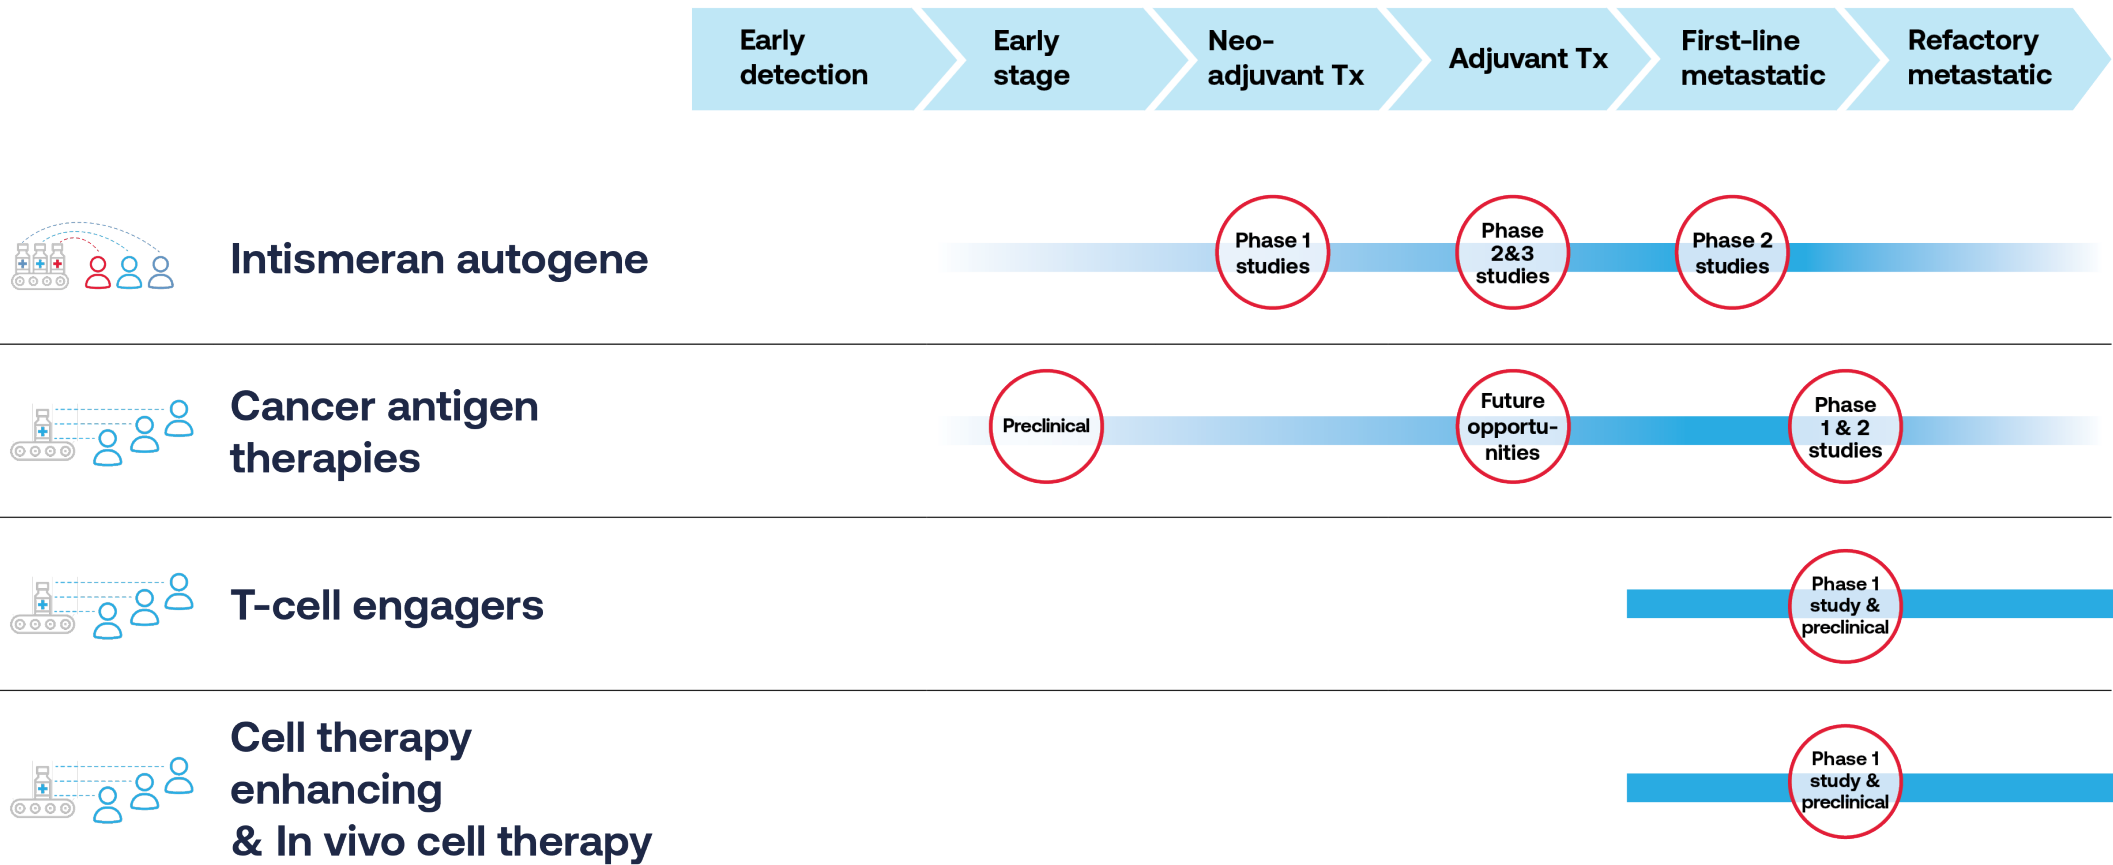 Early
detection
Early
stage
Neo-
adjuvant Tx
Adjuvant Tx
First-line
metastatic
Refactory
metastatic
Intismeran autogene
Phase 1
studies
Phase
2&3
studies
Phase 2
studies
Cancer antigen
therapies
Preclinical
Future
opportu-
nities
Phase
1 & 2
studies
T-cell engagers
Phase 1
study &
preclinical
Cell therapy
enhancing
& In vivo cell therapy
Phase 1
study &
preclinical